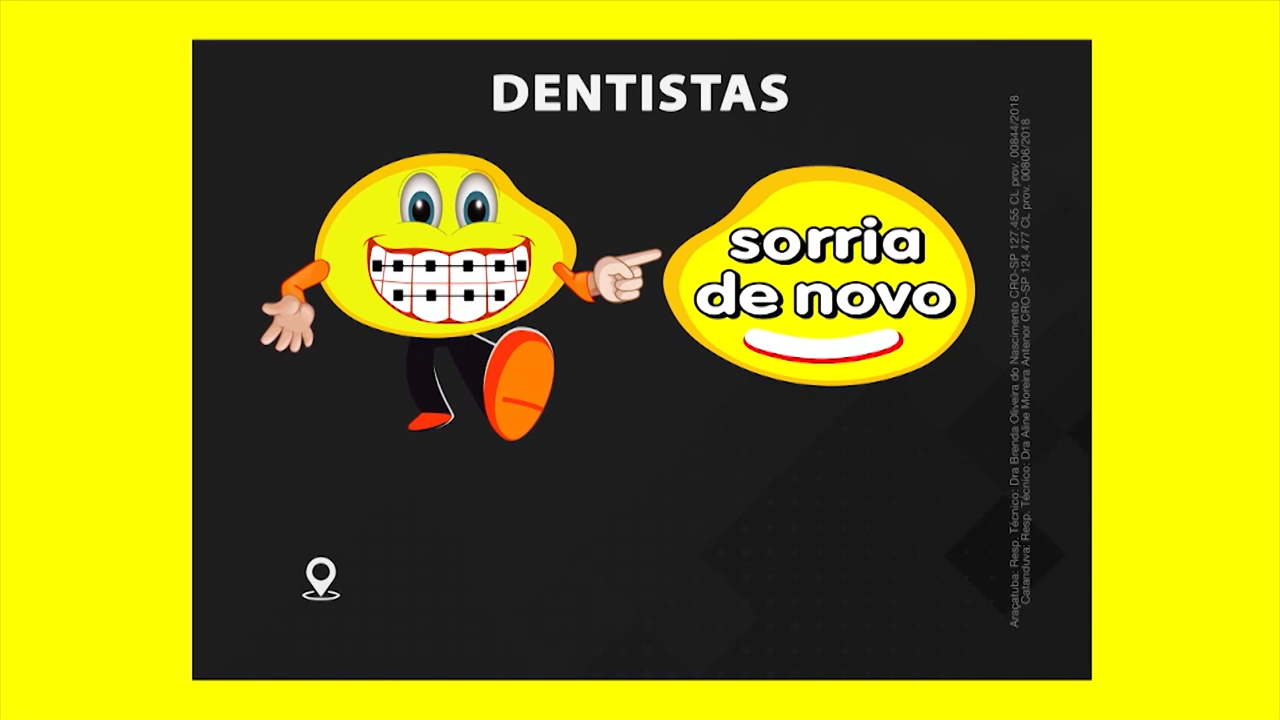 DENTISTAS
sorria
de novo
Araçatuba: Resp. Técnico: Dra Brenda Oliveira do Nascimento CRO-SP 127.455 CL prov. 00844/2018
Catanduva: Resp. Técnico: Dra Aline Moreira Antenor CRO-SP 124.477 CL prov. 00806/2018